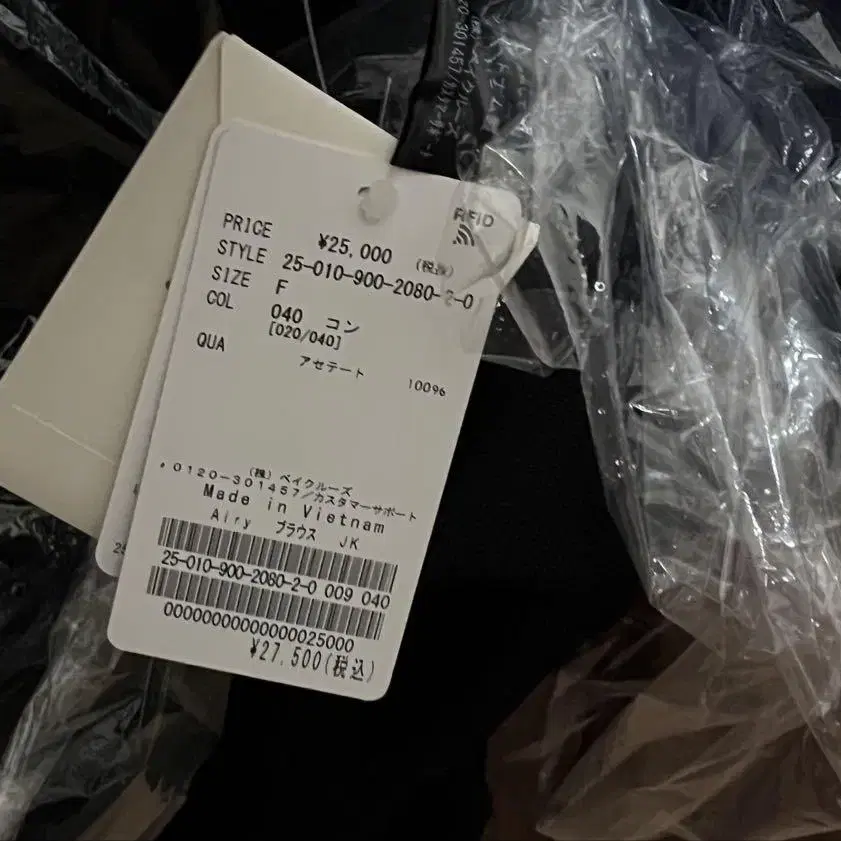 RFID
PRICE ¥25,000 (税抜)
STYLE 25-010-900-2080-2-0
SIZE F
COL 040 コン
[020/040]
QUA アセテート 100%
(株)ベイクルーズ
0120-301457/カスタマーサポート
Made in Vietnam
Airy ブラウス JK
25-010-900-2080-2-0 009 040
0000000000000025000
¥27,500(税込)
25